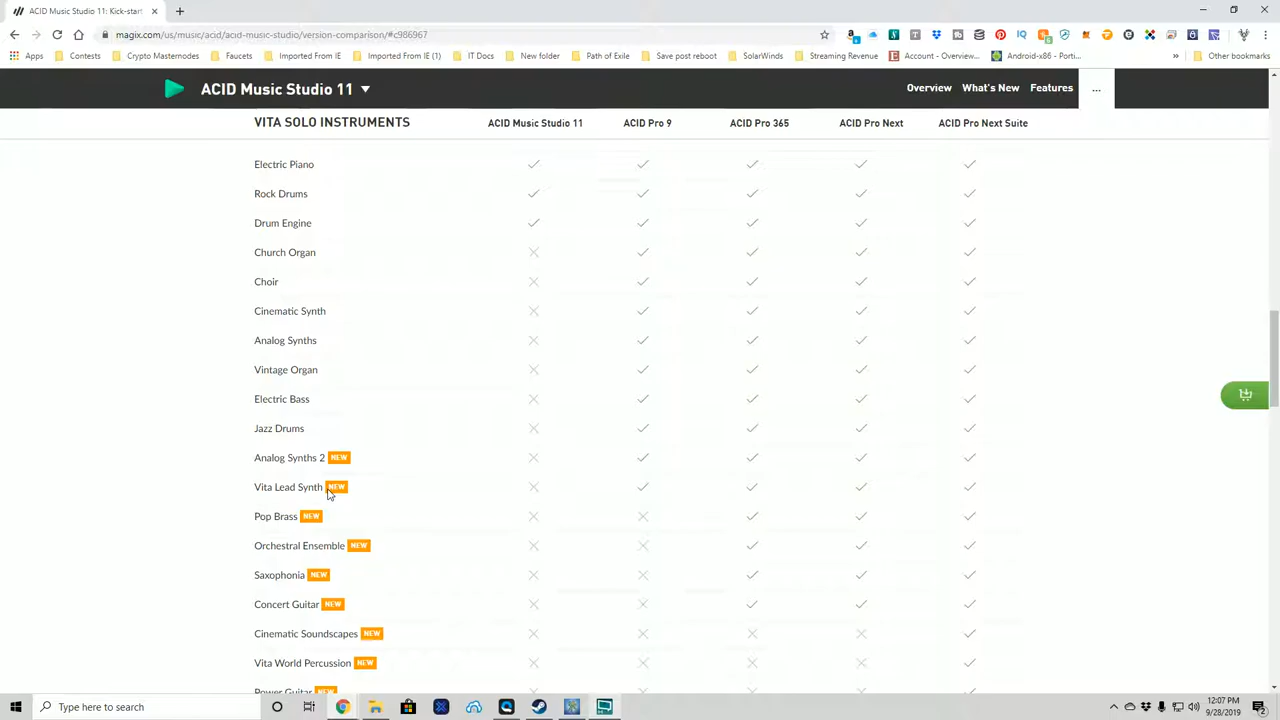 ACID Music Studio 11: Kick-start
magix.com/us/music/acid/acid-music-studio/version-comparison/#c986967
Apps Contests Crypto Masternodes Faucets Imported From IE IT Docs New folder Path of Exile Save post reboot SolarWinds Streaming Revenue Account - Overview... Imported From IE (1) Android-x86 - Porti... » Other bookmarks
ACID Music Studio 11 Overview What's New Features ...
VITA SOLO INSTRUMENTS ACID Music Studio 11 ACID Pro 9 ACID Pro 365 ACID Pro Next ACID Pro Next Suite
Electric Piano
Rock Drums
Drum Engine
Church Organ
Choir
Cinematic Synth
Analog Synths
Vintage Organ
Electric Bass
Jazz Drums
Analog Synths 2 NEW
Vita Lead Synth NEW
Pop Brass NEW
Orchestral Ensemble NEW
Saxophonia NEW
Concert Guitar NEW
Cinematic Soundscapes NEW
Vita World Percussion NEW
Power Guitar NEW
Type here to search 12:07 PM
9/28/2019 2